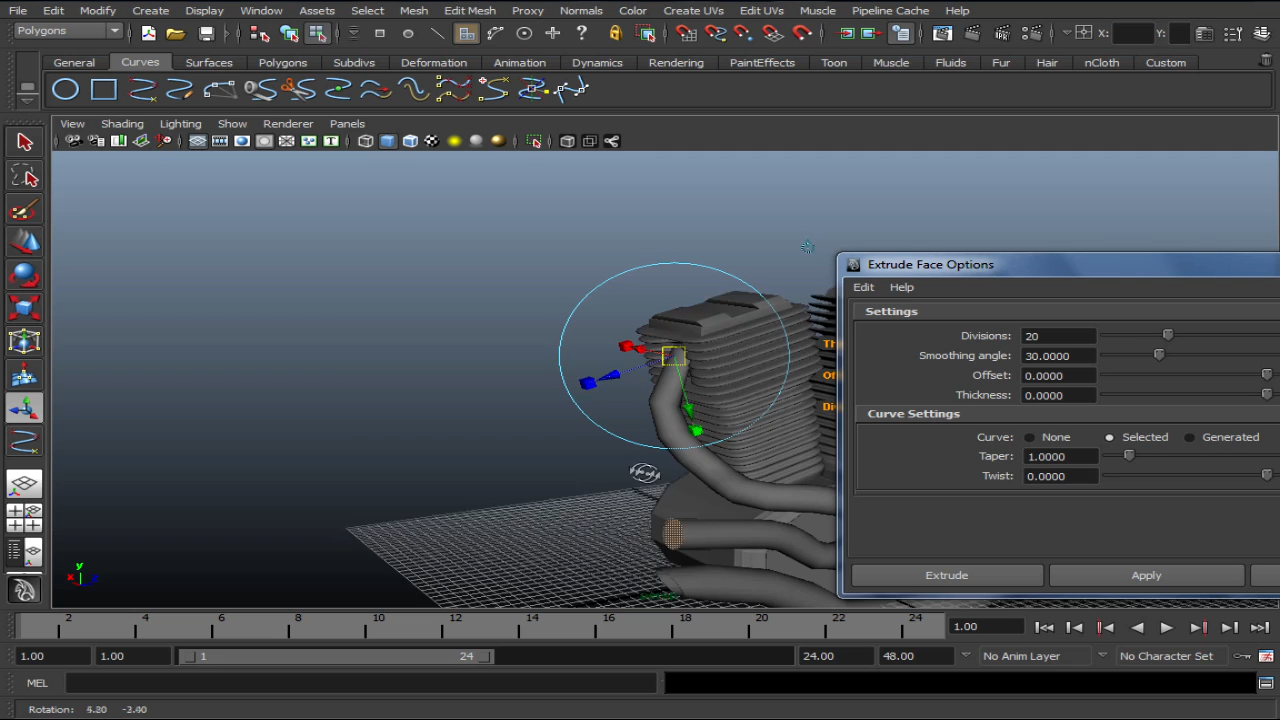 File Edit Modify Create Display Window Assets Select Mesh Edit Mesh Proxy Normals Color Create UVs Edit UVs Muscle Pipeline Cache Help
Polygons X: Y:
General Curves Surfaces Polygons Subdivs Deformation Animation Dynamics Rendering PaintEffects Toon Muscle Fluids Fur Hair nCloth Custom
View Shading Lighting Show Renderer Panels
Extrude Face Options
Edit Help
Settings
Divisions: 20
Smoothing angle: 30.0000
Offset: 0.0000
Thickness: 0.0000
Curve Settings
Curve: None Selected Generated
Taper: 1.0000
Twist: 0.0000
Extrude Apply
y
x
2 4 6 8 10 12 14 16 18 20 22 24 1.00
1.00 1.00 1 24 24.00 48.00 No Anim Layer No Character Set
MEL
Rotation: 4.20 -3.40